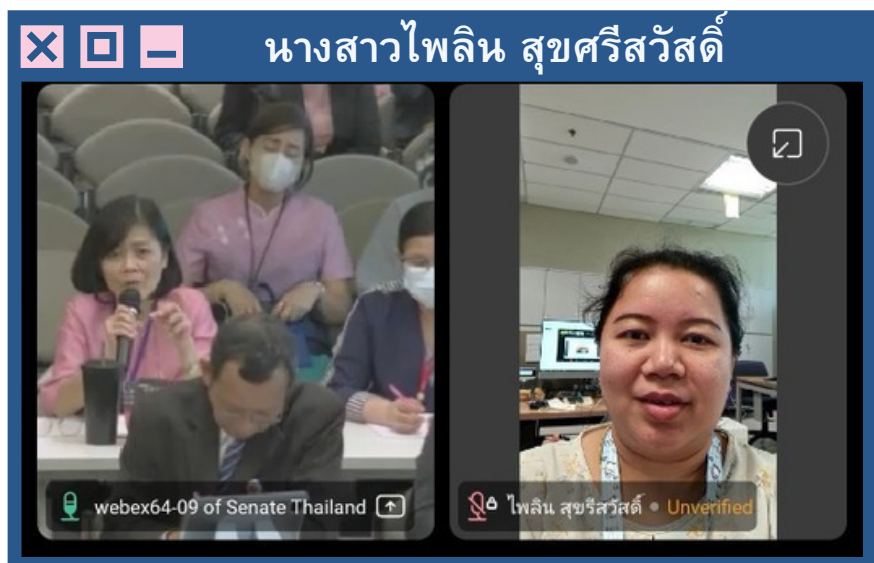 นางสาวไพลิน สุขศรีสวัสดิ์
webex64-09 of Senate Thailand
ไพลิน สุขรีสวัสดิ์ • Unverified